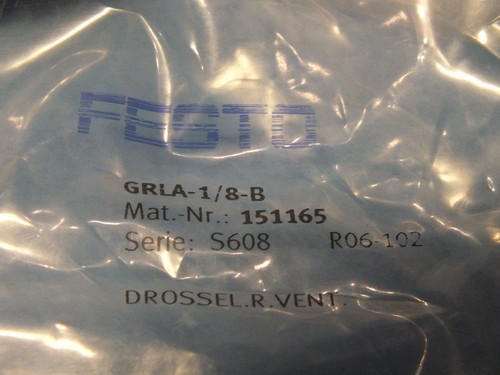 FESTO
GRLA-1/8-B
Mat.-Nr.: 151165
Serie: S608 R06-102
DROSSEL.R.VENT.